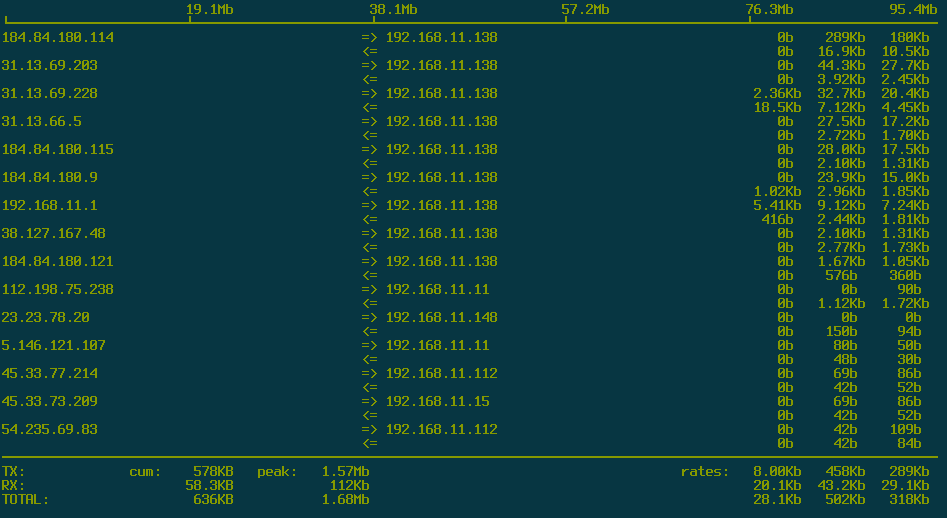 19.1Mb 38.1Mb 57.2Mb 76.3Mb 95.4Mb
184.84.180.114 => 192.168.11.138 0b 289Kb 180Kb
<= 0b 16.9Kb 10.5Kb
31.13.69.203 => 192.168.11.138 0b 44.3Kb 27.7Kb
<= 0b 3.92Kb 2.45Kb
31.13.69.228 => 192.168.11.138 2.36Kb 32.7Kb 20.4Kb
<= 18.5Kb 7.12Kb 4.45Kb
31.13.66.5 => 192.168.11.138 0b 27.5Kb 17.2Kb
<= 0b 2.72Kb 1.70Kb
184.84.180.115 => 192.168.11.138 0b 28.0Kb 17.5Kb
<= 0b 2.10Kb 1.31Kb
184.84.180.9 => 192.168.11.138 0b 23.9Kb 15.0Kb
<= 1.02Kb 2.96Kb 1.85Kb
192.168.11.1 => 192.168.11.138 5.41Kb 9.12Kb 7.24Kb
<= 416b 2.44Kb 1.81Kb
38.127.167.48 => 192.168.11.138 0b 2.10Kb 1.31Kb
<= 0b 2.77Kb 1.73Kb
184.84.180.121 => 192.168.11.138 0b 1.67Kb 1.05Kb
<= 0b 576b 360b
112.198.75.238 => 192.168.11.11 0b 0b 90b
<= 0b 1.12Kb 1.72Kb
23.23.78.20 => 192.168.11.148 0b 0b 0b
<= 0b 150b 94b
5.146.121.107 => 192.168.11.11 0b 80b 50b
<= 0b 48b 30b
45.33.77.214 => 192.168.11.112 0b 69b 86b
<= 0b 42b 52b
45.33.73.209 => 192.168.11.15 0b 69b 86b
<= 0b 42b 52b
54.235.69.83 => 192.168.11.112 0b 42b 109b
<= 0b 42b 84b
TX: cum: 578KB peak: 1.57Mb rates: 8.00Kb 458Kb 289Kb
RX: 58.3KB 112Kb 20.1Kb 43.2Kb 29.1Kb
TOTAL: 636KB 1.68Mb 28.1Kb 502Kb 318Kb